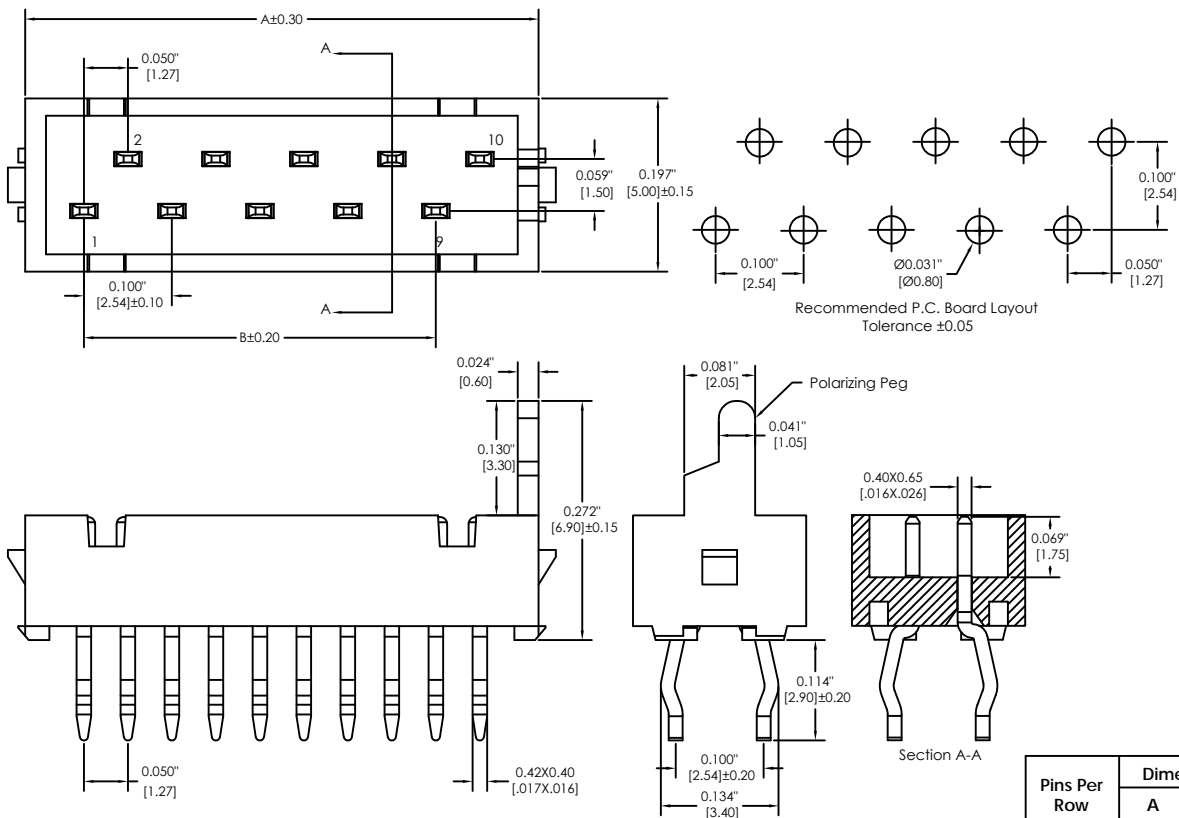 A±0.30
A
0.050"
[1.27]
2
10
0.059"
[1.50]
0.197"
[5.00]±0.15
1
9
0.100"
[2.54]±0.10
A
B±0.20
0.100"
[2.54]
0.100"
[2.54]
Ø0.031"
[Ø0.80]
0.050"
[1.27]
Recommended P.C. Board Layout
Tolerance ±0.05
0.024"
[0.60]
0.130"
[3.30]
0.272"
[6.90]±0.15
0.050"
[1.27]
0.42X0.40
[.017X.016]
0.081"
[2.05]
Polarizing Peg
0.041"
[1.05]
0.114"
[2.90]±0.20
0.100"
[2.54]±0.20
0.134"
[3.40]
0.40X0.65
[.016X.026]
0.069"
[1.75]
Section A-A
Pins Per
Row
Dime
A